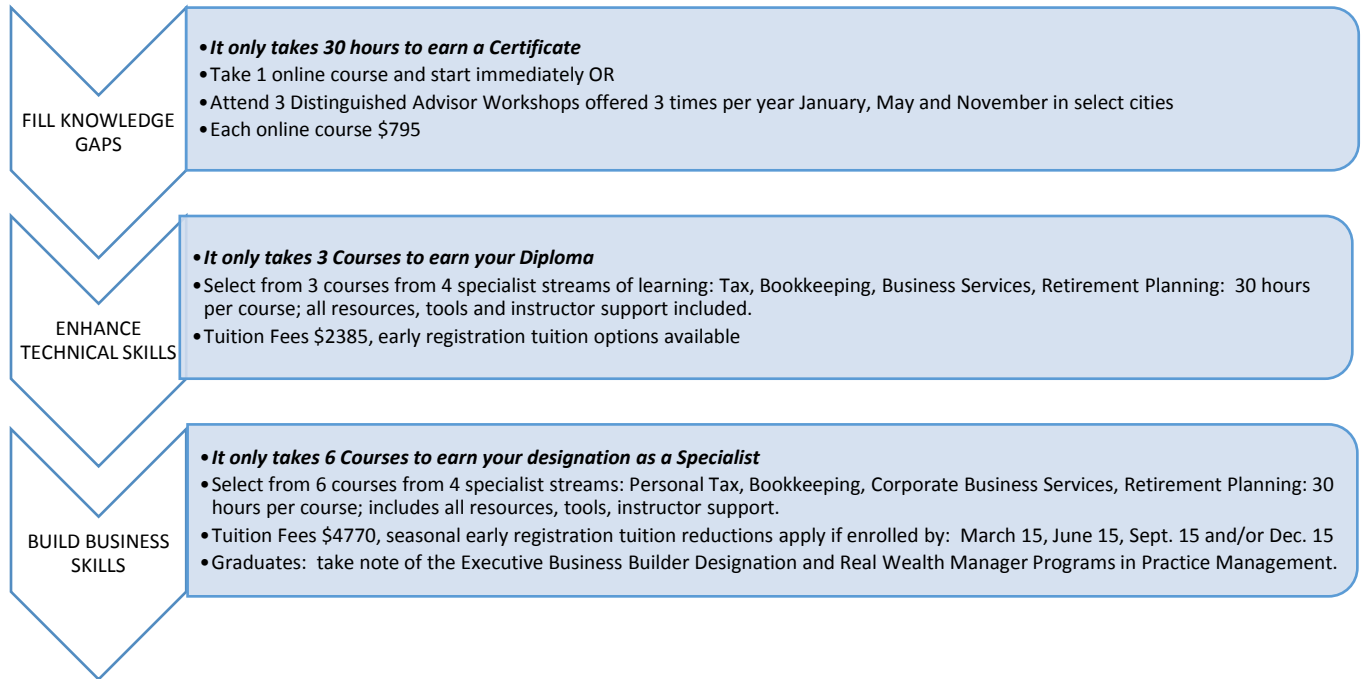 FILL KNOWLEDGE
GAPS
•It only takes 30 hours to earn a Certificate
•Take 1 online course and start immediately OR
•Attend 3 Distinguished Advisor Workshops offered 3 times per year January, May and November in select cities
•Each online course $795
ENHANCE
TECHNICAL SKILLS
•It only takes 3 Courses to earn your Diploma
•Select from 3 courses from 4 specialist streams of learning: Tax, Bookkeeping, Business Services, Retirement Planning: 30 hours
per course; all resources, tools and instructor support included.
•Tuition Fees $2385, early registration tuition options available
BUILD BUSINESS
SKILLS
•It only takes 6 Courses to earn your designation as a Specialist
•Select from 6 courses from 4 specialist streams: Personal Tax, Bookkeeping, Corporate Business Services, Retirement Planning: 30
hours per course; includes all resources, tools, instructor support.
•Tuition Fees $4770, seasonal early registration tuition reductions apply if enrolled by: March 15, June 15, Sept. 15 and/or Dec. 15
•Graduates: take note of the Executive Business Builder Designation and Real Wealth Manager Programs in Practice Management.